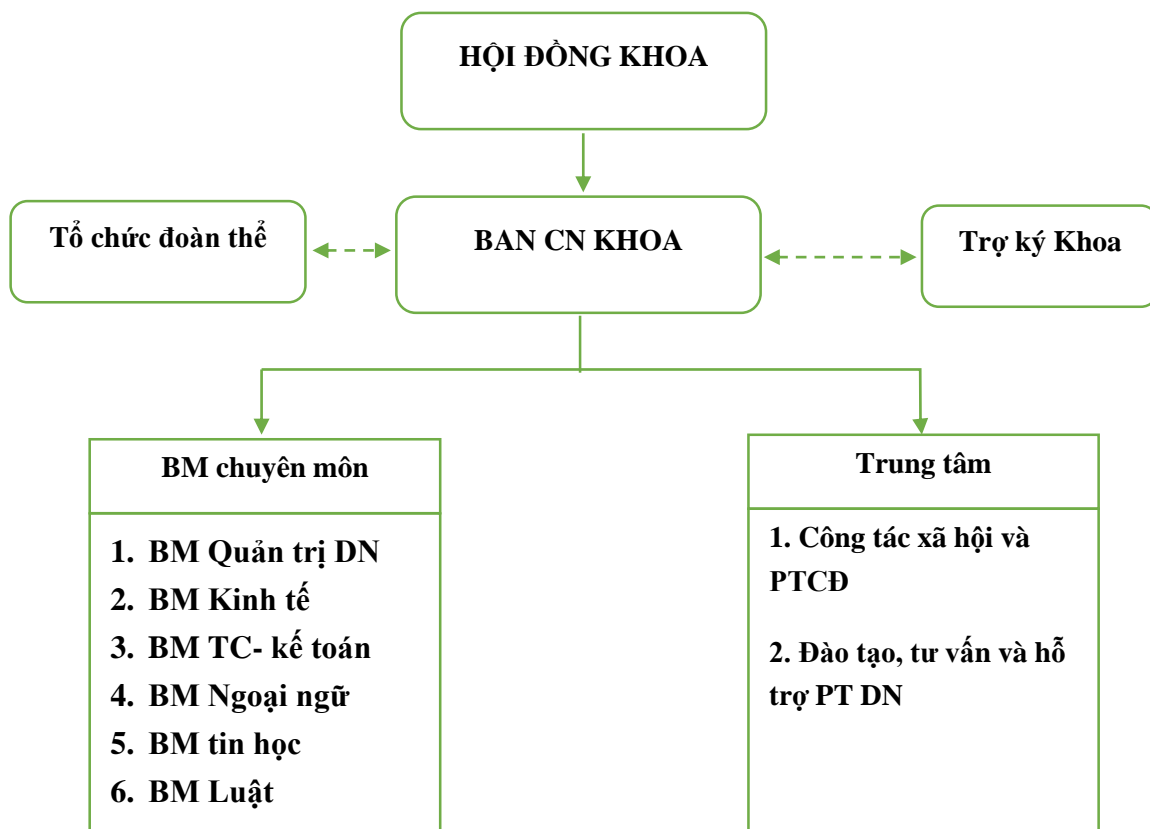 HỘI ĐỒNG KHOA
Tổ chức đoàn thể
BAN CN KHOA
Trợ ký Khoa
BM chuyên môn
1. BM Quản trị DN
2. BM Kinh tế
3. BM TC- kế toán
4. BM Ngoại ngữ
5. BM tin học
6. BM Luật
Trung tâm
1. Công tác xã hội và
PTCĐ
2. Đào tạo, tư vấn và hỗ
trợ PT DN